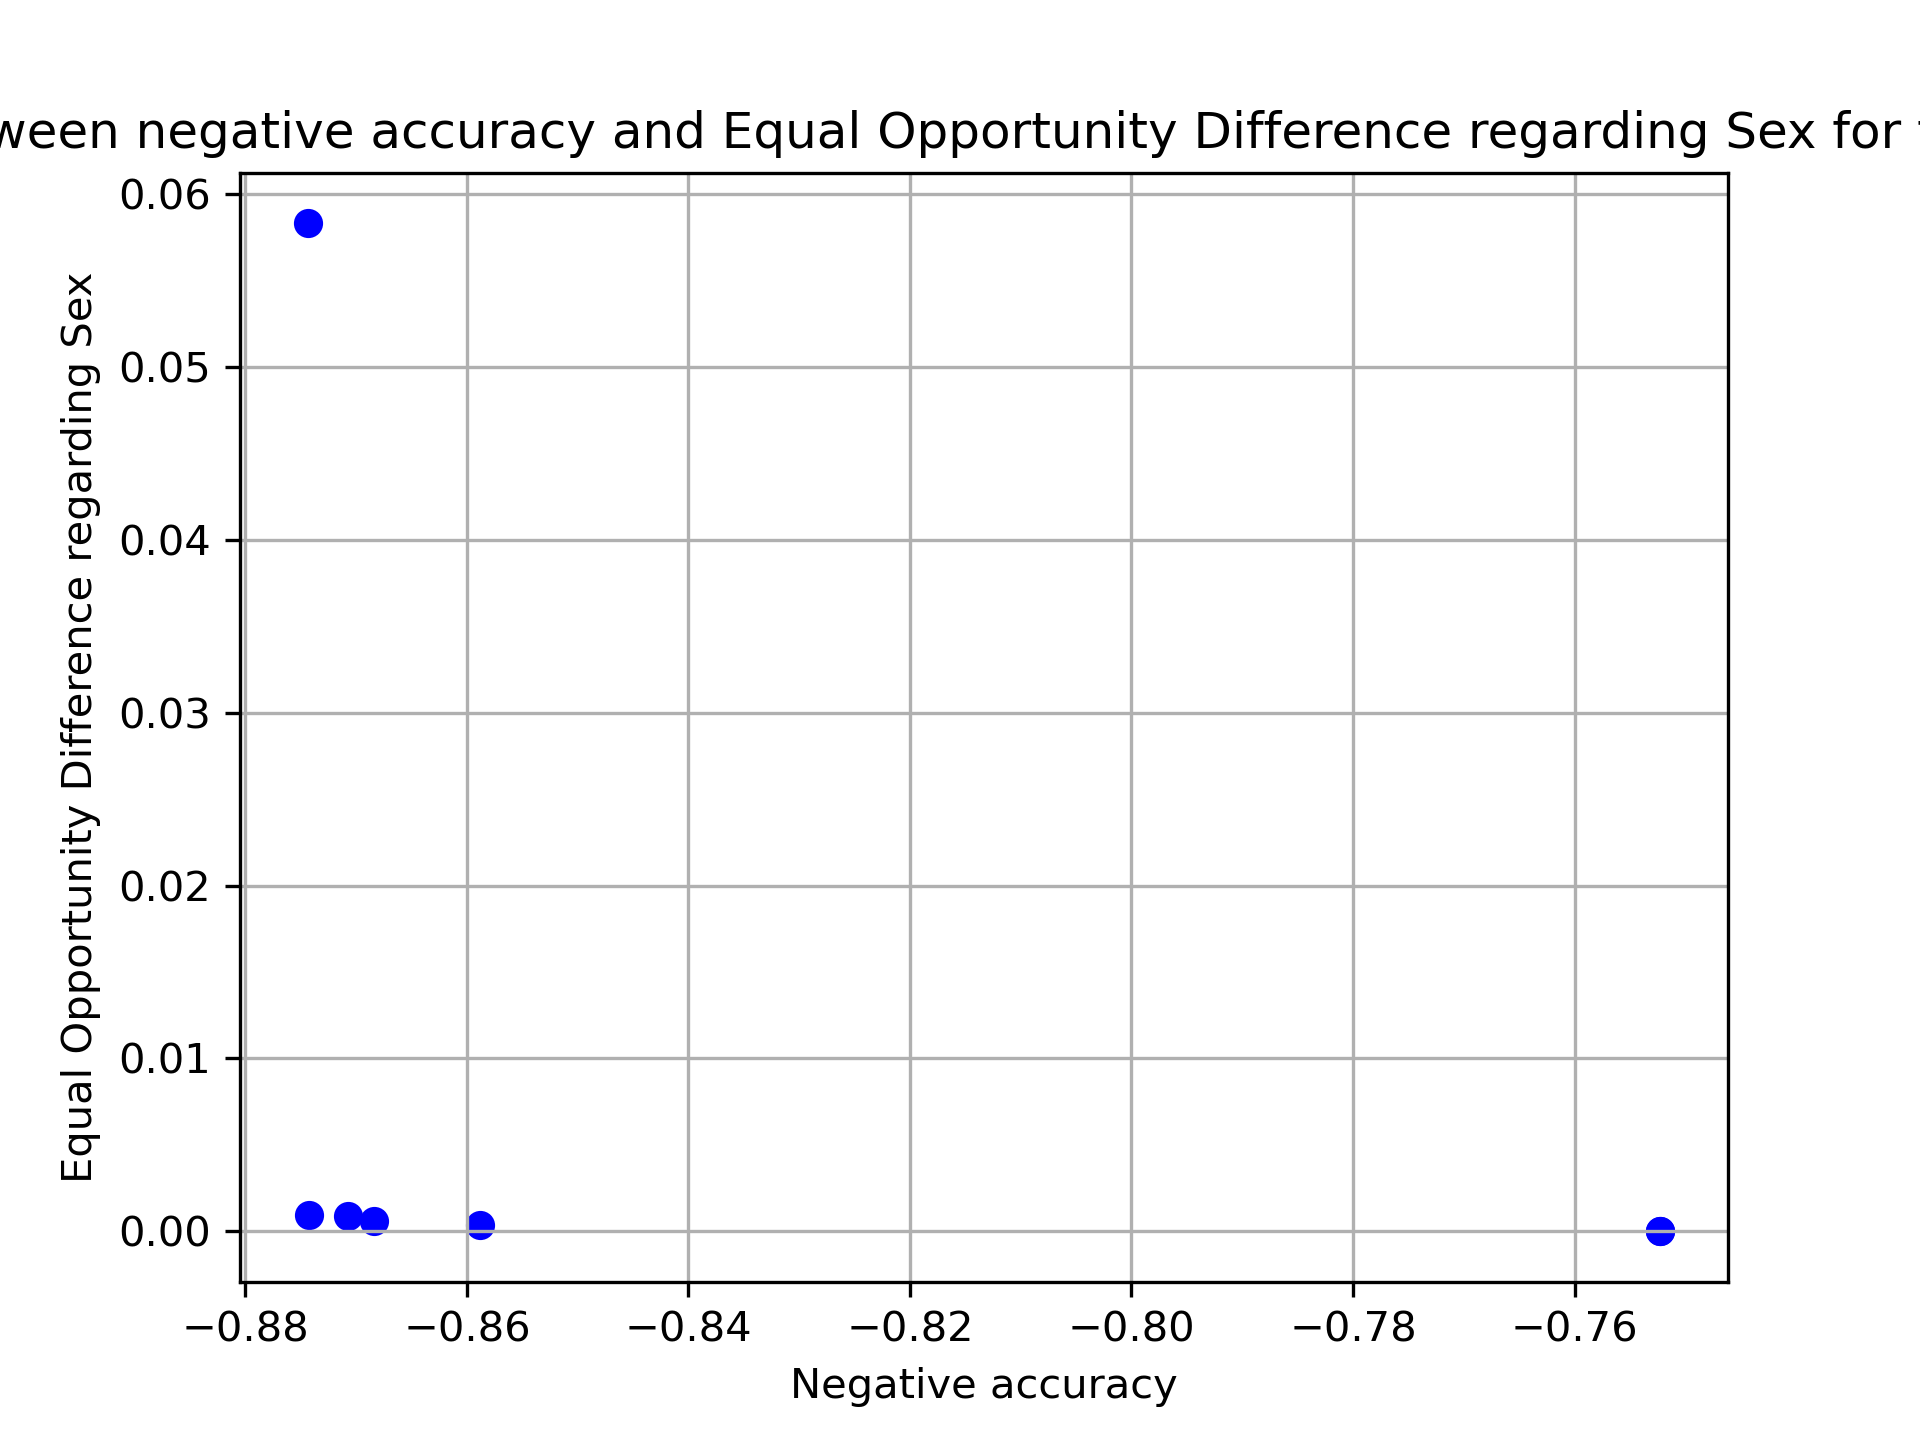 ween negative accuracy and Equal Opportunity Difference regarding Sex for
0.06
0.05
0.04
0.03
0.02
0.01
0.00
Equal Opportunity Difference regarding Sex
−0.88 −0.86 −0.84 −0.82 −0.80 −0.78 −0.76
Negative accuracy